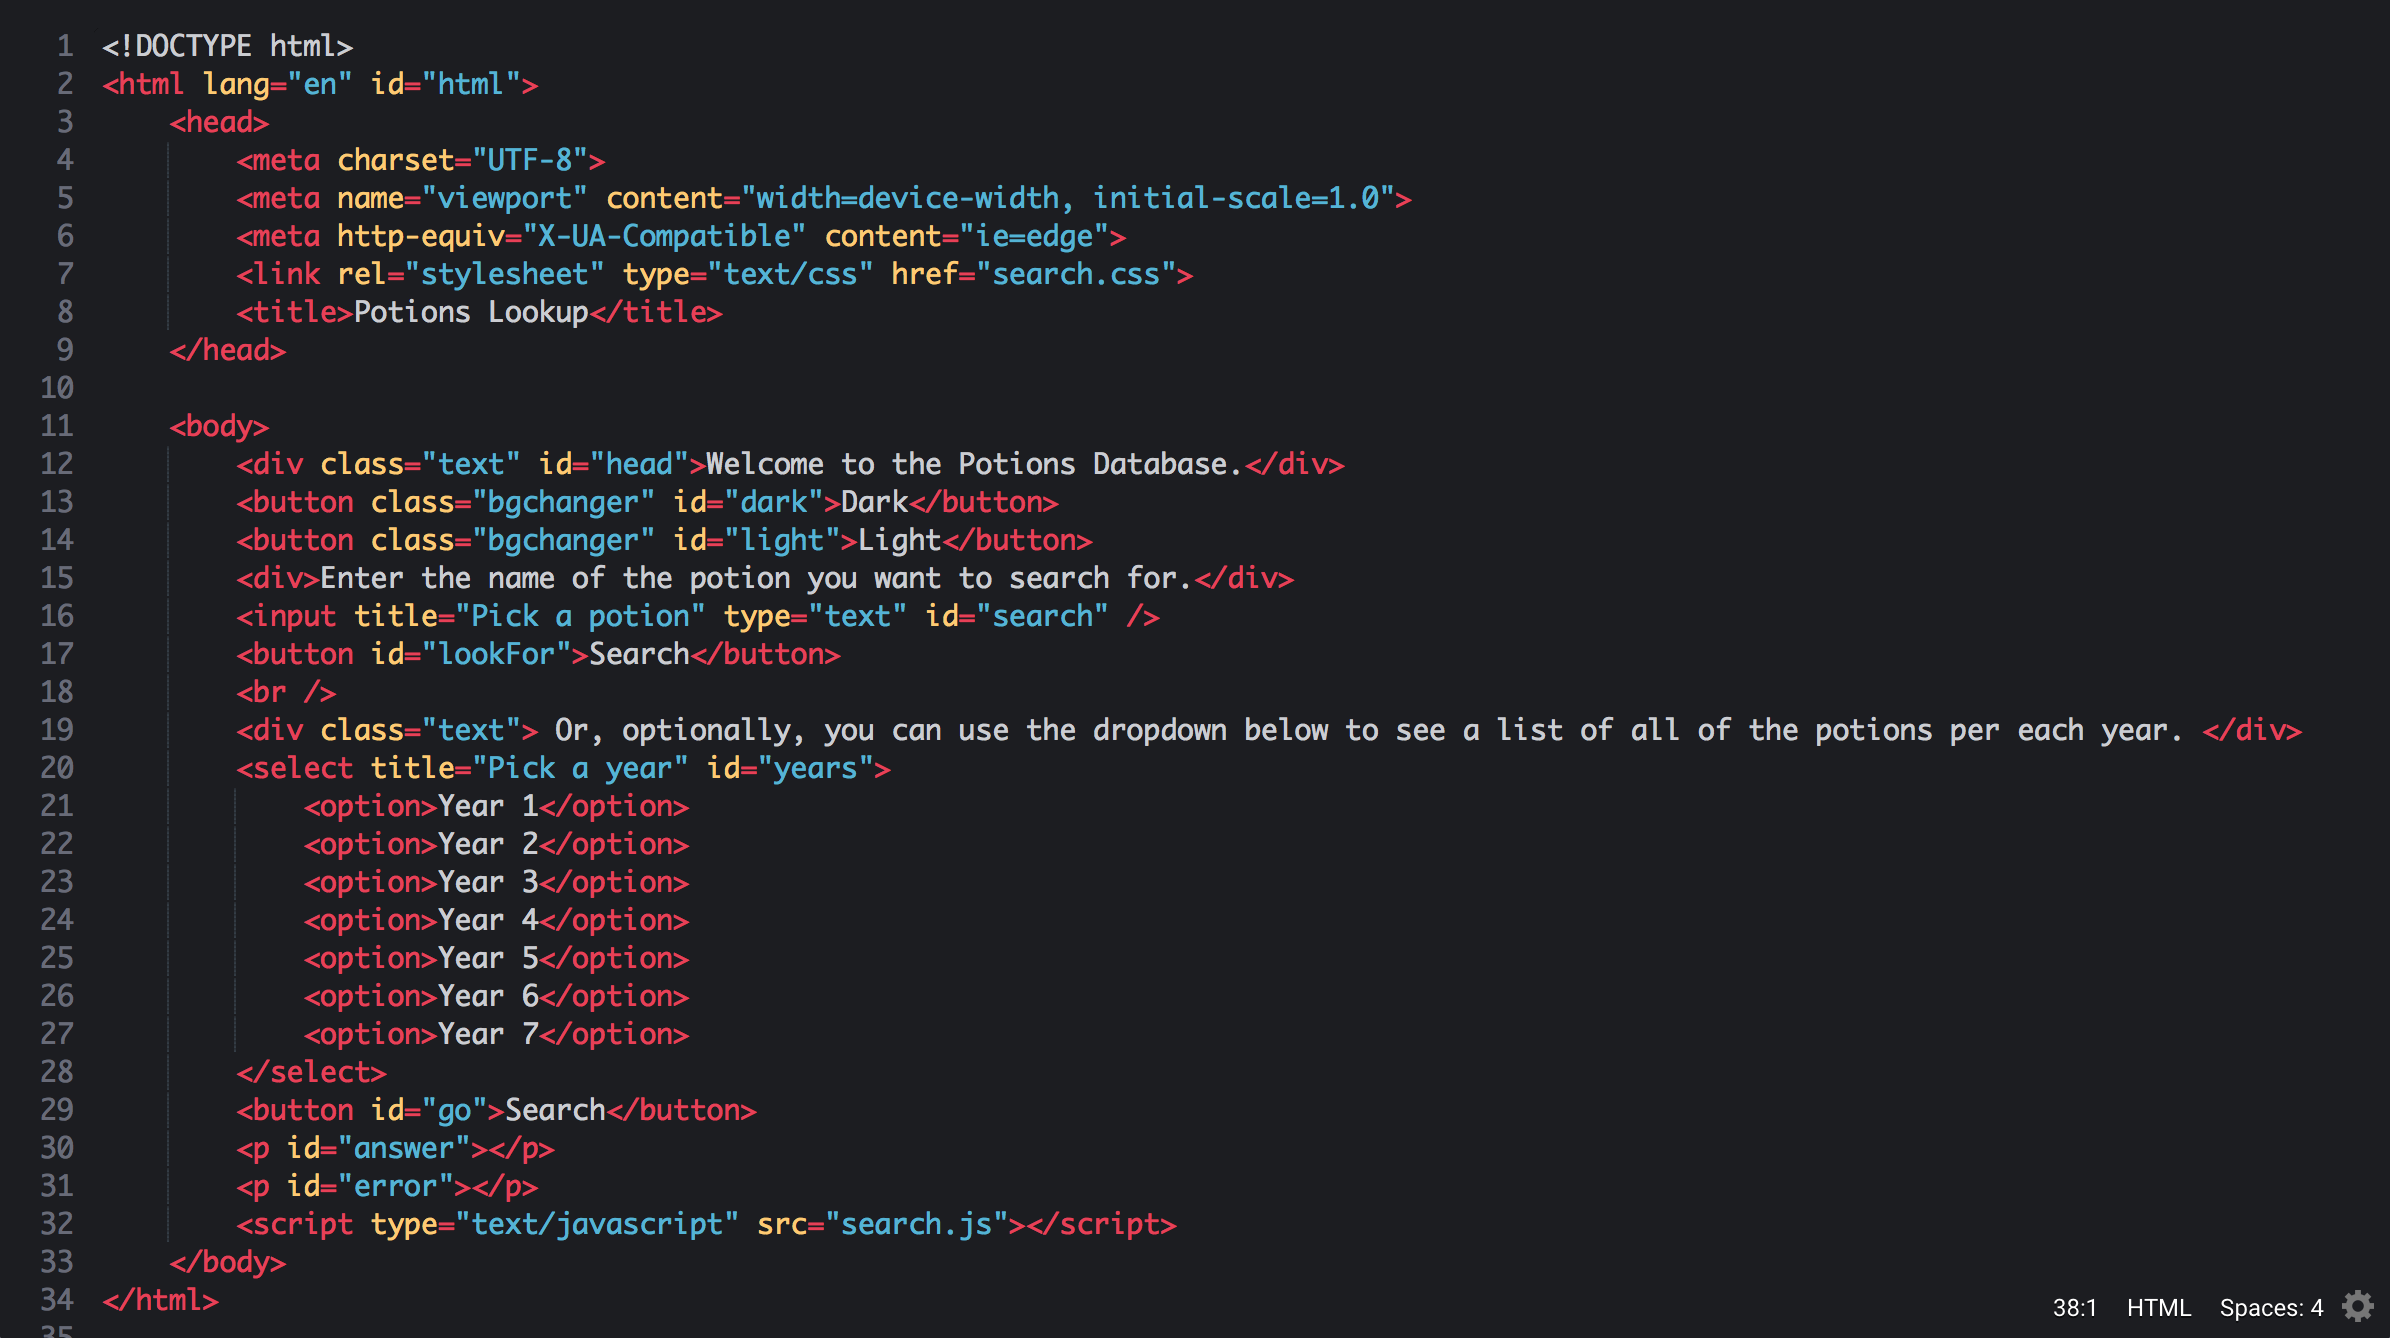 1 <!DOCTYPE html>
2 <html lang="en" id="html">
3     <head>
4         <meta charset="UTF-8">
5         <meta name="viewport" content="width=device-width, initial-scale=1.0">
6         <meta http-equiv="X-UA-Compatible" content="ie=edge">
7         <link rel="stylesheet" type="text/css" href="search.css">
8         <title>Potions Lookup</title>
9     </head>
10
11     <body>
12         <div class="text" id="head">Welcome to the Potions Database.</div>
13         <button class="bgchanger" id="dark">Dark</button>
14         <button class="bgchanger" id="light">Light</button>
15         <div>Enter the name of the potion you want to search for.</div>
16         <input title="Pick a potion" type="text" id="search" />
17         <button id="lookFor">Search</button>
18         <br />
19         <div class="text"> Or, optionally, you can use the dropdown below to see a list of all of the potions per each year. </div>
20         <select title="Pick a year" id="years">
21             <option>Year 1</option>
22             <option>Year 2</option>
23             <option>Year 3</option>
24             <option>Year 4</option>
25             <option>Year 5</option>
26             <option>Year 6</option>
27             <option>Year 7</option>
28         </select>
29         <button id="go">Search</button>
30         <p id="answer"></p>
31         <p id="error"></p>
32         <script type="text/javascript" src="search.js"></script>
33     </body>
34 </html>
35
38:1 HTML Spaces: 4